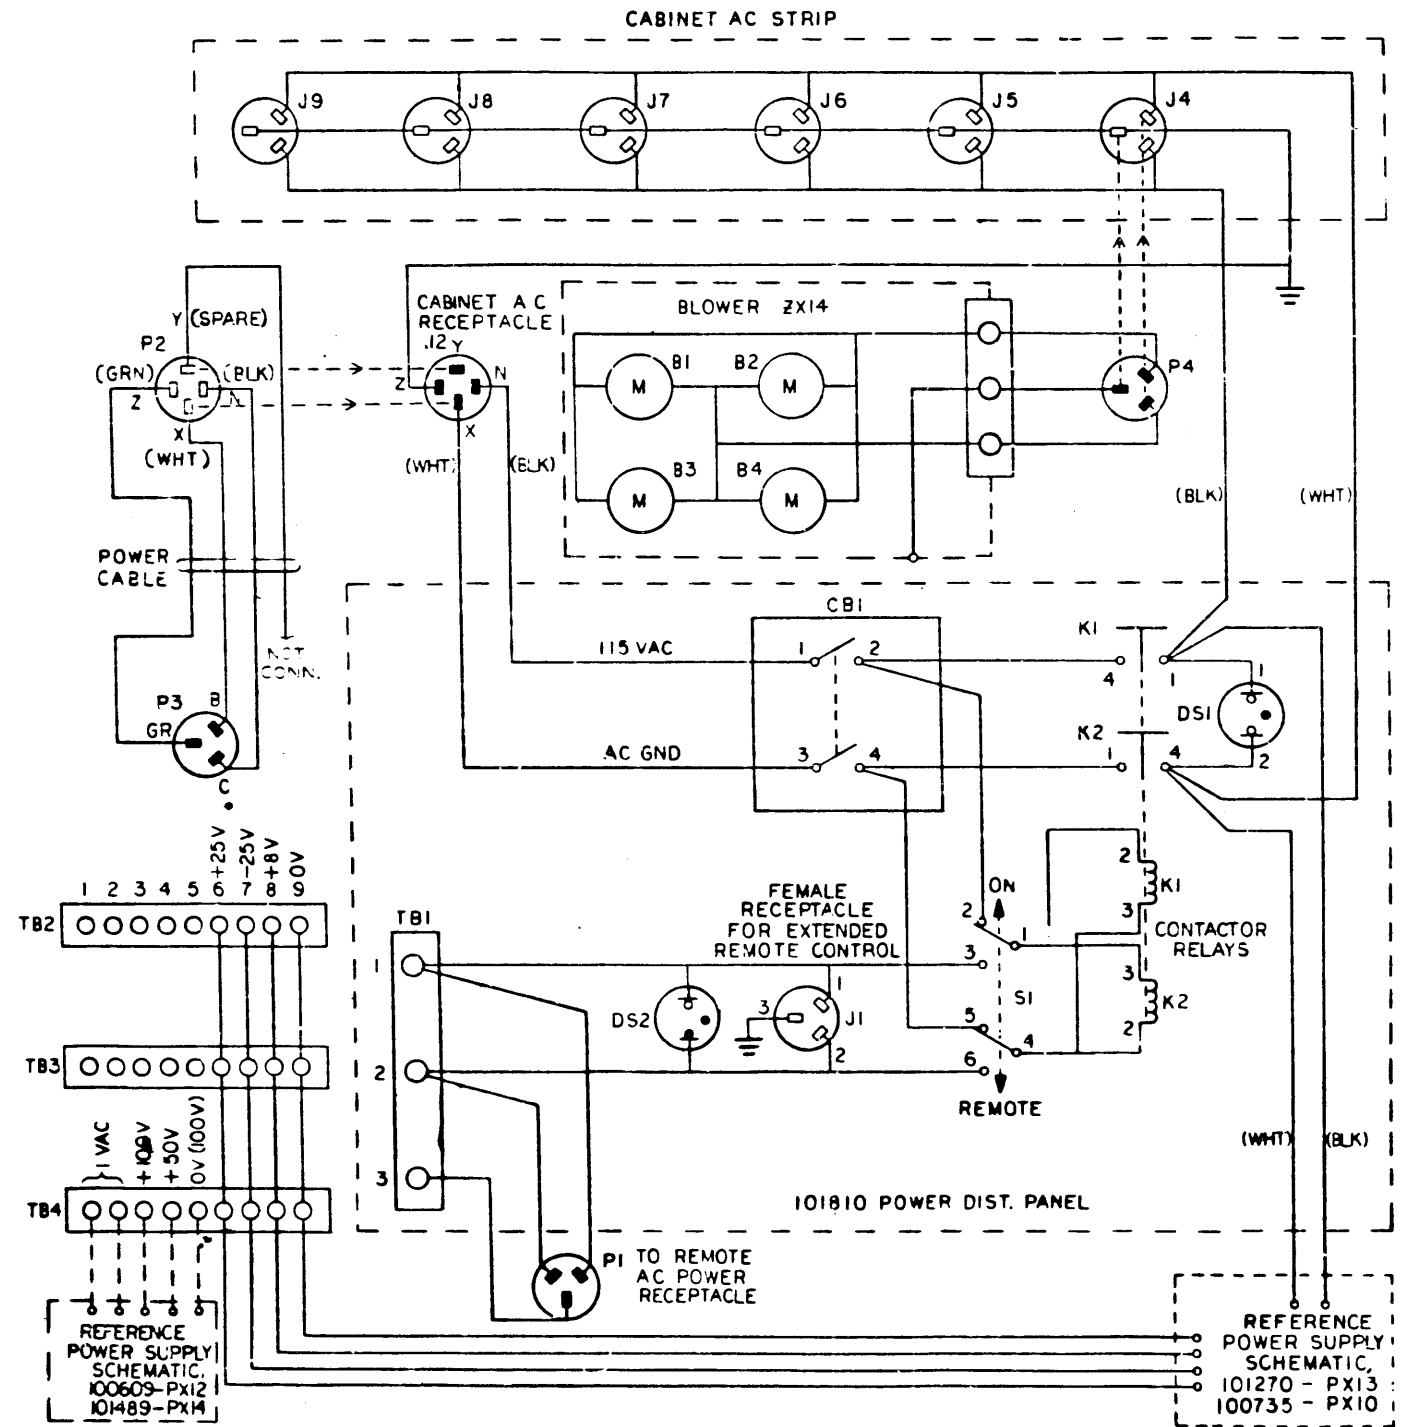 CABINET AC STRIP
J9 J8 J7 J6 J5 J4
Y (SPARE)
P2
(GRN) (BLK)
Z N
X
(WHT)
CABINET A C
RECEPTACLE
Y
Z N
X
(WHT) (BLK)
BLOWER ZX14
B1 B2
M M
B3 B4
M M
P4
(BLK) (WHT)
POWER
CABLE
NOT
CONN.
P3 B
GR
C
CB1
115 VAC 1 2
AC GND 3 4
K1
4 1
K2
1 4
DS1
1
2
+25V -25V +8V 0V
1 2 3 4 5 6 7 8 9
TB2
TB3
1 VAC +100V +50V 0V (100V)
TB4
TB1
1
2
3
FEMALE
RECEPTACLE
FOR EXTENDED
REMOTE CONTROL
DS2
3 J1
1
2
ON
2 1
3
S1
5 4
6
REMOTE
2
K1
3
CONTACTOR
RELAYS
3
K2
2
(WHT) (BLK)
101810 POWER DIST. PANEL
P1 TO REMOTE
AC POWER
RECEPTACLE
REFERENCE
POWER SUPPLY
SCHEMATIC,
100609-PX12
101489-PX14
REFERENCE
POWER SUPPLY
SCHEMATIC,
101270 - PX13
100735 - PX10